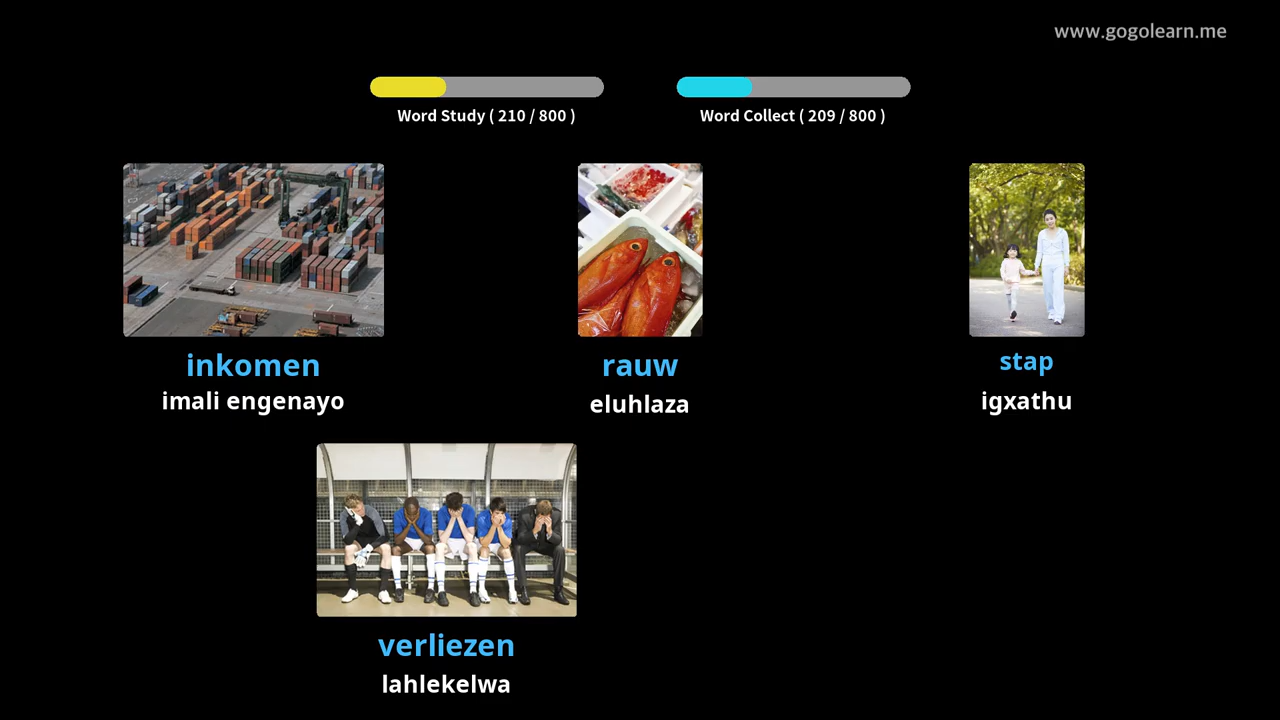 www.gogolearn.me
Word Study ( 210 / 800 )
Word Collect ( 209 / 800 )
inkomen
imali engenayo
rauw
eluhlaza
stap
igxathu
verliezen
lahlekelwa